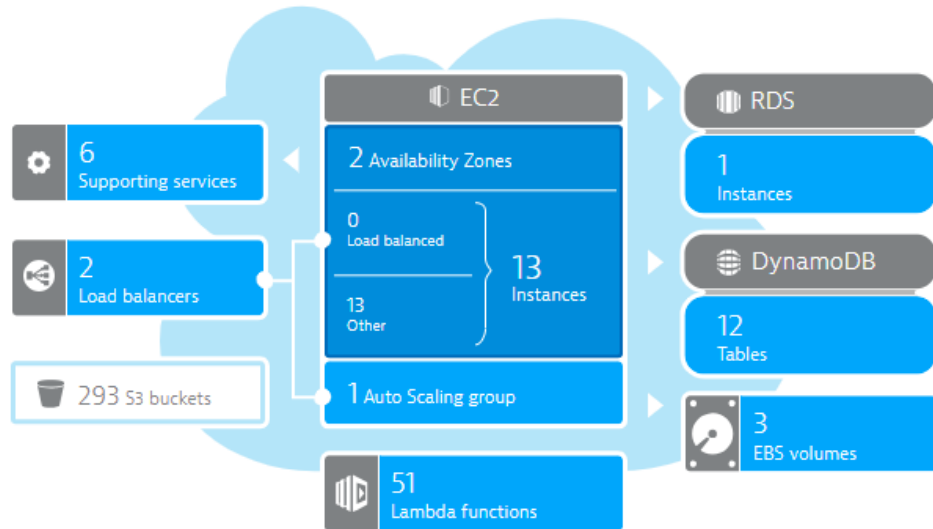 EC2
2 Availability Zones
0
Load balanced
13
Other
13
Instances
1 Auto Scaling group
6
Supporting services
2
Load balancers
293 S3 buckets
51
Lambda functions
RDS
1
Instances
DynamoDB
12
Tables
3
EBS volumes